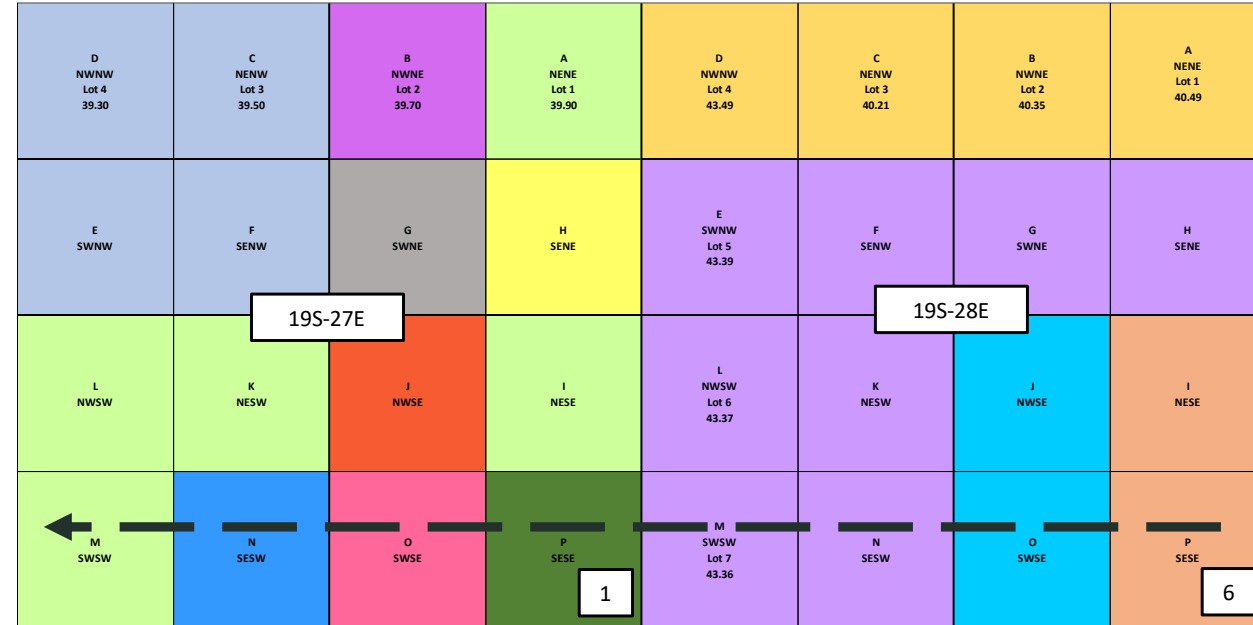 D
NWNW
Lot 4
39.30
C
NENW
Lot 3
39.50
B
NWNE
Lot 2
39.70
A
NENE
Lot 1
39.90
D
NWNW
Lot 4
43.49
C
NENW
Lot 3
40.21
B
NWNE
Lot 2
40.35
A
NENE
Lot 1
40.49
E
SWNW
F
SENW
G
SWNE
H
SENE
E
SWNW
Lot 5
43.39
F
SENW
G
SWNE
H
SENE
19S-27E
19S-28E
L
NWSW
K
NESW
J
NWSE
I
NESE
L
NWSW
Lot 6
43.37
K
NESW
J
NWSE
I
NESE
M
SWSW
N
SESW
O
SWSE
P
SESE
1
M
SWSW
Lot 7
43.36
N
SESW
O
SWSE
P
SESE
6